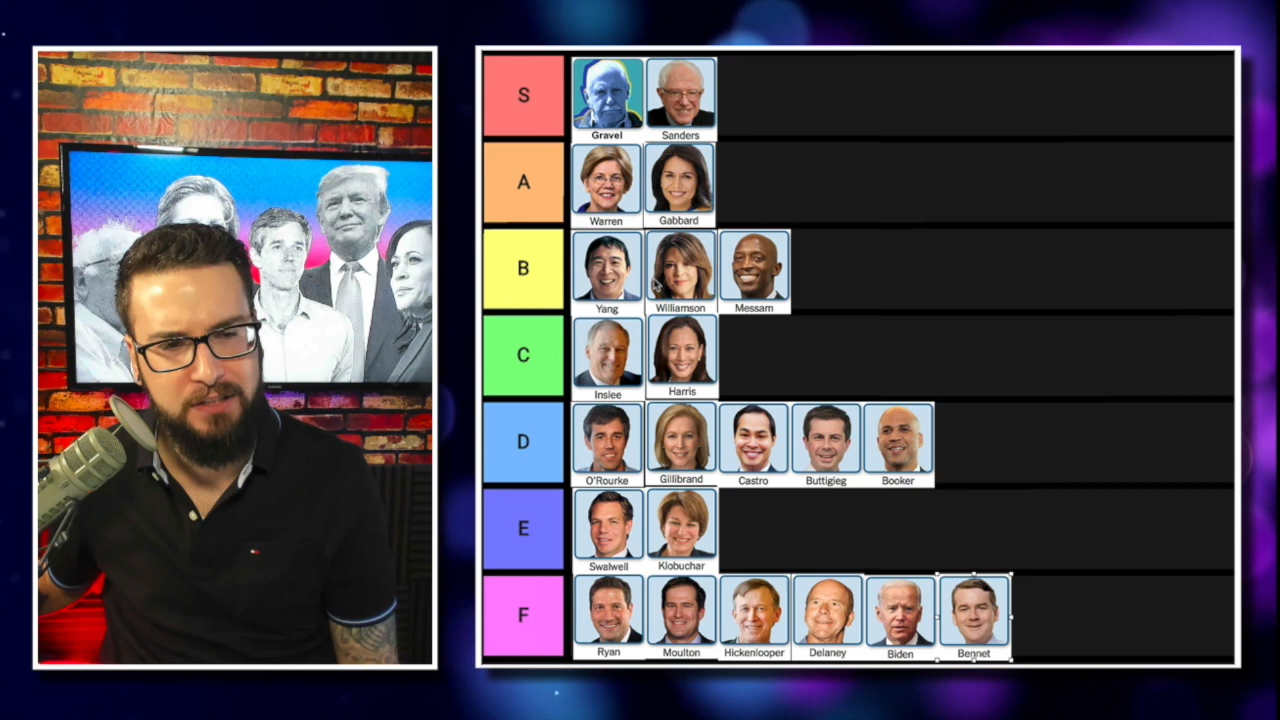 S
Gravel Sanders
A
Warren Gabbard
B
Yang Williamson Messam
C
Inslee Harris
D
O'Rourke Gillibrand Castro Buttigieg Booker
E
Swalwell Klobuchar
F
Ryan Moulton Hickenlooper Delaney Biden Bennet